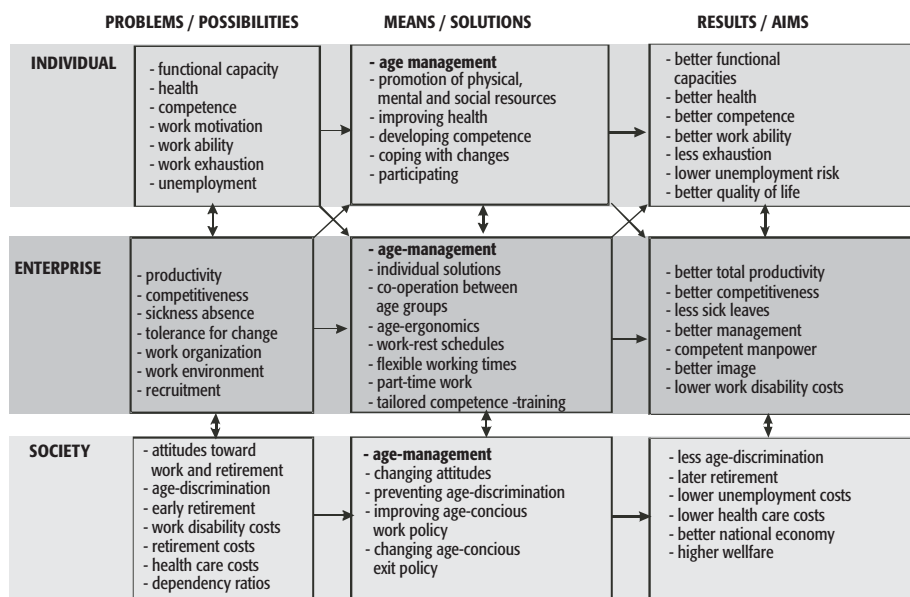 PROBLEMS / POSSIBILITIES
MEANS / SOLUTIONS
RESULTS / AIMS
INDIVIDUAL
- functional capacity
- health
- competence
- work motivation
- work ability
- work exhaustion
- unemployment
- age management
- promotion of physical,
mental and social resources
- improving health
- developing competence
- coping with changes
- participating
- better functional
capacities
- better health
- better competence
- better work ability
- less exhaustion
- lower unemployment risk
- better quality of life
ENTERPRISE
- productivity
- competitiveness
- sickness absence
- tolerance for change
- work organization
- work environment
- recruitment
- age-management
- individual solutions
- co-operation between
age groups
- age-ergonomics
- work-rest schedules
- flexible working times
- part-time work
- tailored competence -training
- better total productivity
- better competitiveness
- less sick leaves
- better management
- competent manpower
- better image
- lower work disability costs
SOCIETY
- attitudes toward
work and retirement
- age-discrimination
- early retirement
- work disability costs
- retirement costs
- health care costs
- dependency ratios
- age-management
- changing attitudes
- preventing age-discrimination
- improving age-concious
work policy
- changing age-concious
exit policy
- less age-discrimination
- later retirement
- lower unemployment costs
- lower health care costs
- better national economy
- higher wellfare